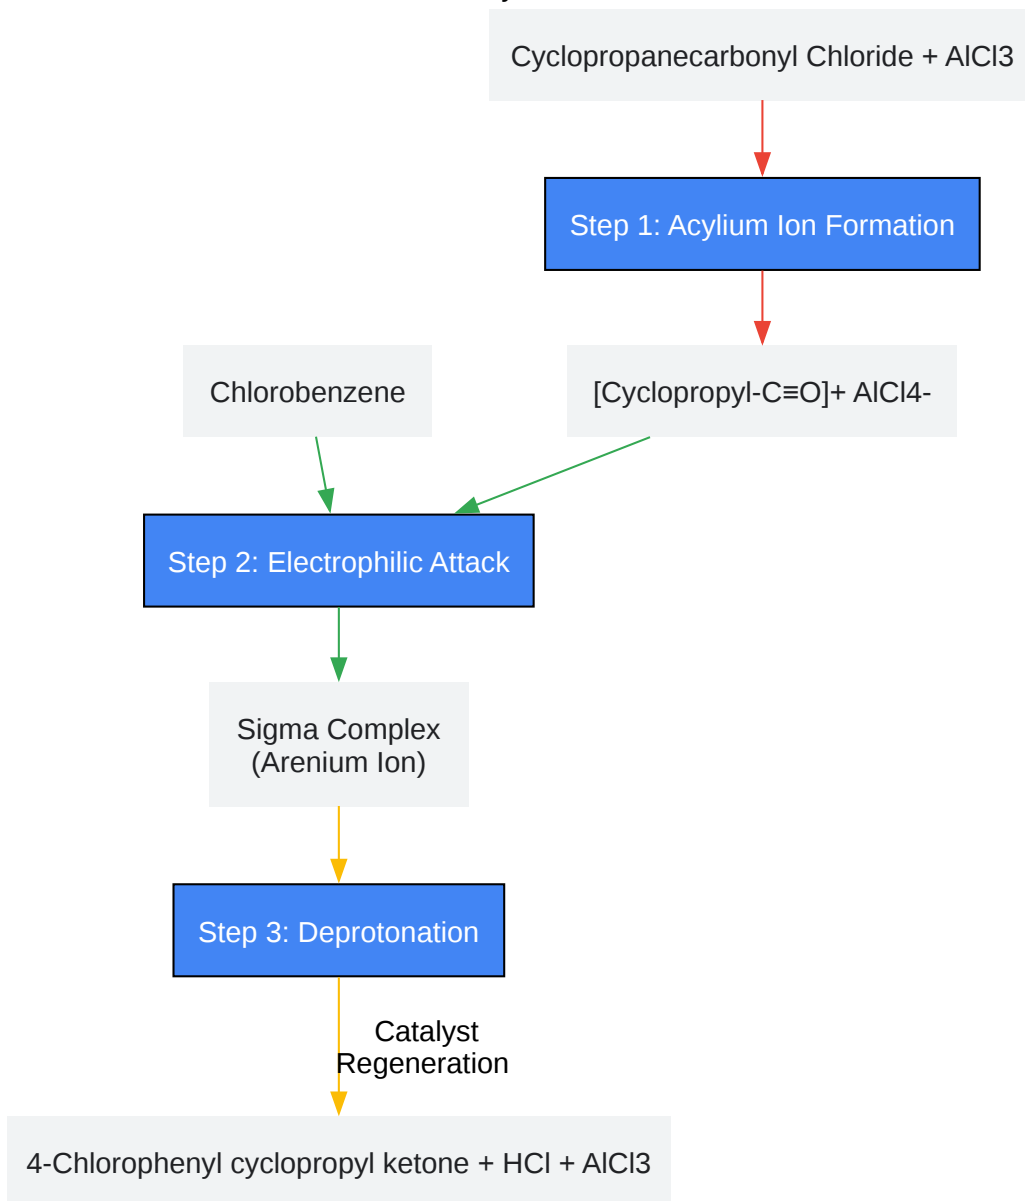 Cyclopropanecarbonyl Chloride + AlCl3
Step 1: Acylium Ion Formation
Chlorobenzene
[Cyclopropyl-C≡O]+ AlCl4-
Step 2: Electrophilic Attack
Sigma Complex
(Arenium Ion)
Step 3: Deprotonation
Catalyst
Regeneration
4-Chlorophenyl cyclopropyl ketone + HCl + AlCl3